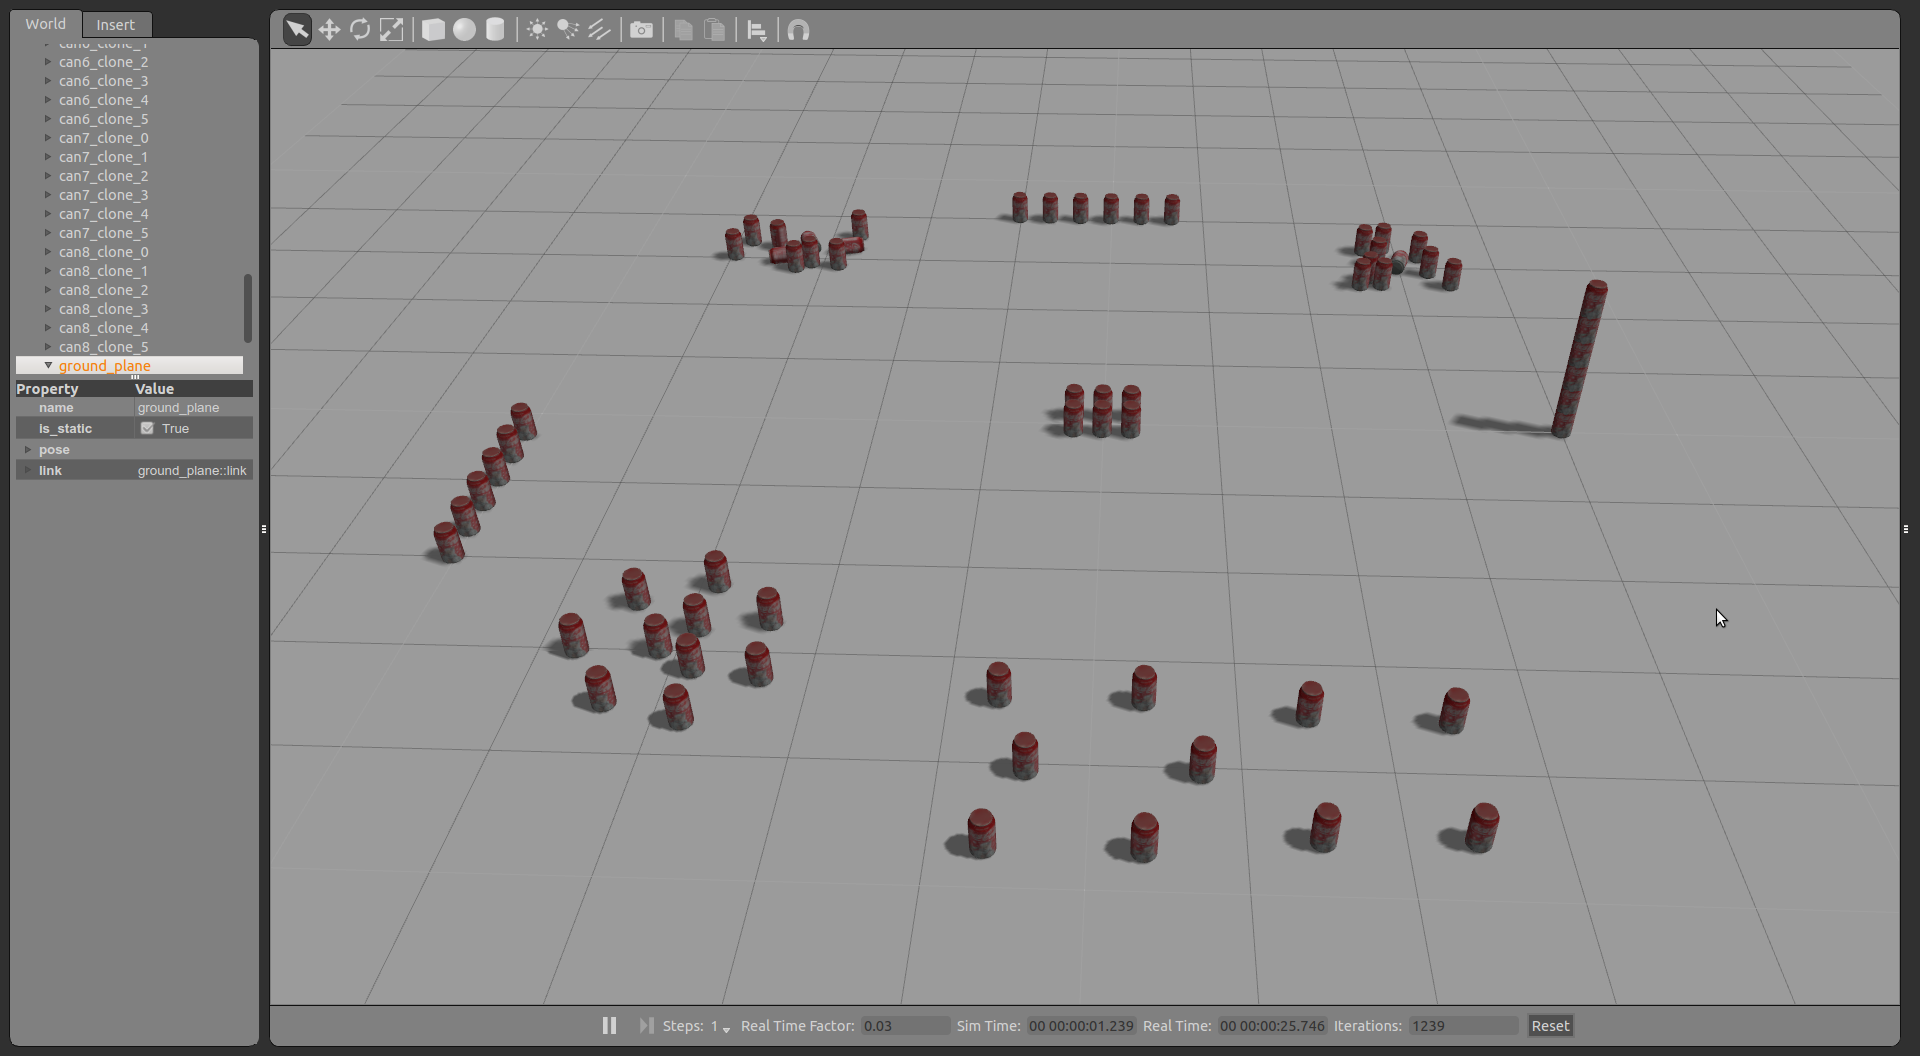 World
Insert
can6_clone_1
can6_clone_2
can6_clone_3
can6_clone_4
can6_clone_5
can7_clone_0
can7_clone_1
can7_clone_2
can7_clone_3
can7_clone_4
can7_clone_5
can8_clone_0
can8_clone_1
can8_clone_2
can8_clone_3
can8_clone_4
can8_clone_5
ground_plane
Property Value
name ground_plane
is_static True
pose
link ground_plane::link
Steps: 1 Real Time Factor: 0.03 Sim Time: 00 00:00:01.239 Real Time: 00 00:00:25.746 Iterations: 1239 Reset